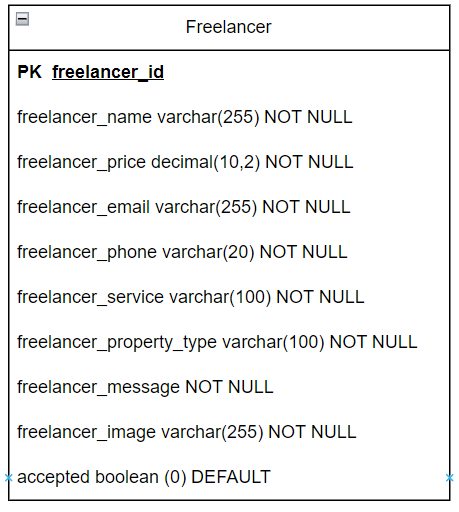 Freelancer
PK freelancer_id
freelancer_name varchar(255) NOT NULL
freelancer_price decimal(10,2) NOT NULL
freelancer_email varchar(255) NOT NULL
freelancer_phone varchar(20) NOT NULL
freelancer_service varchar(100) NOT NULL
freelancer_property_type varchar(100) NOT NULL
freelancer_message NOT NULL
freelancer_image varchar(255) NOT NULL
accepted boolean (0) DEFAULT